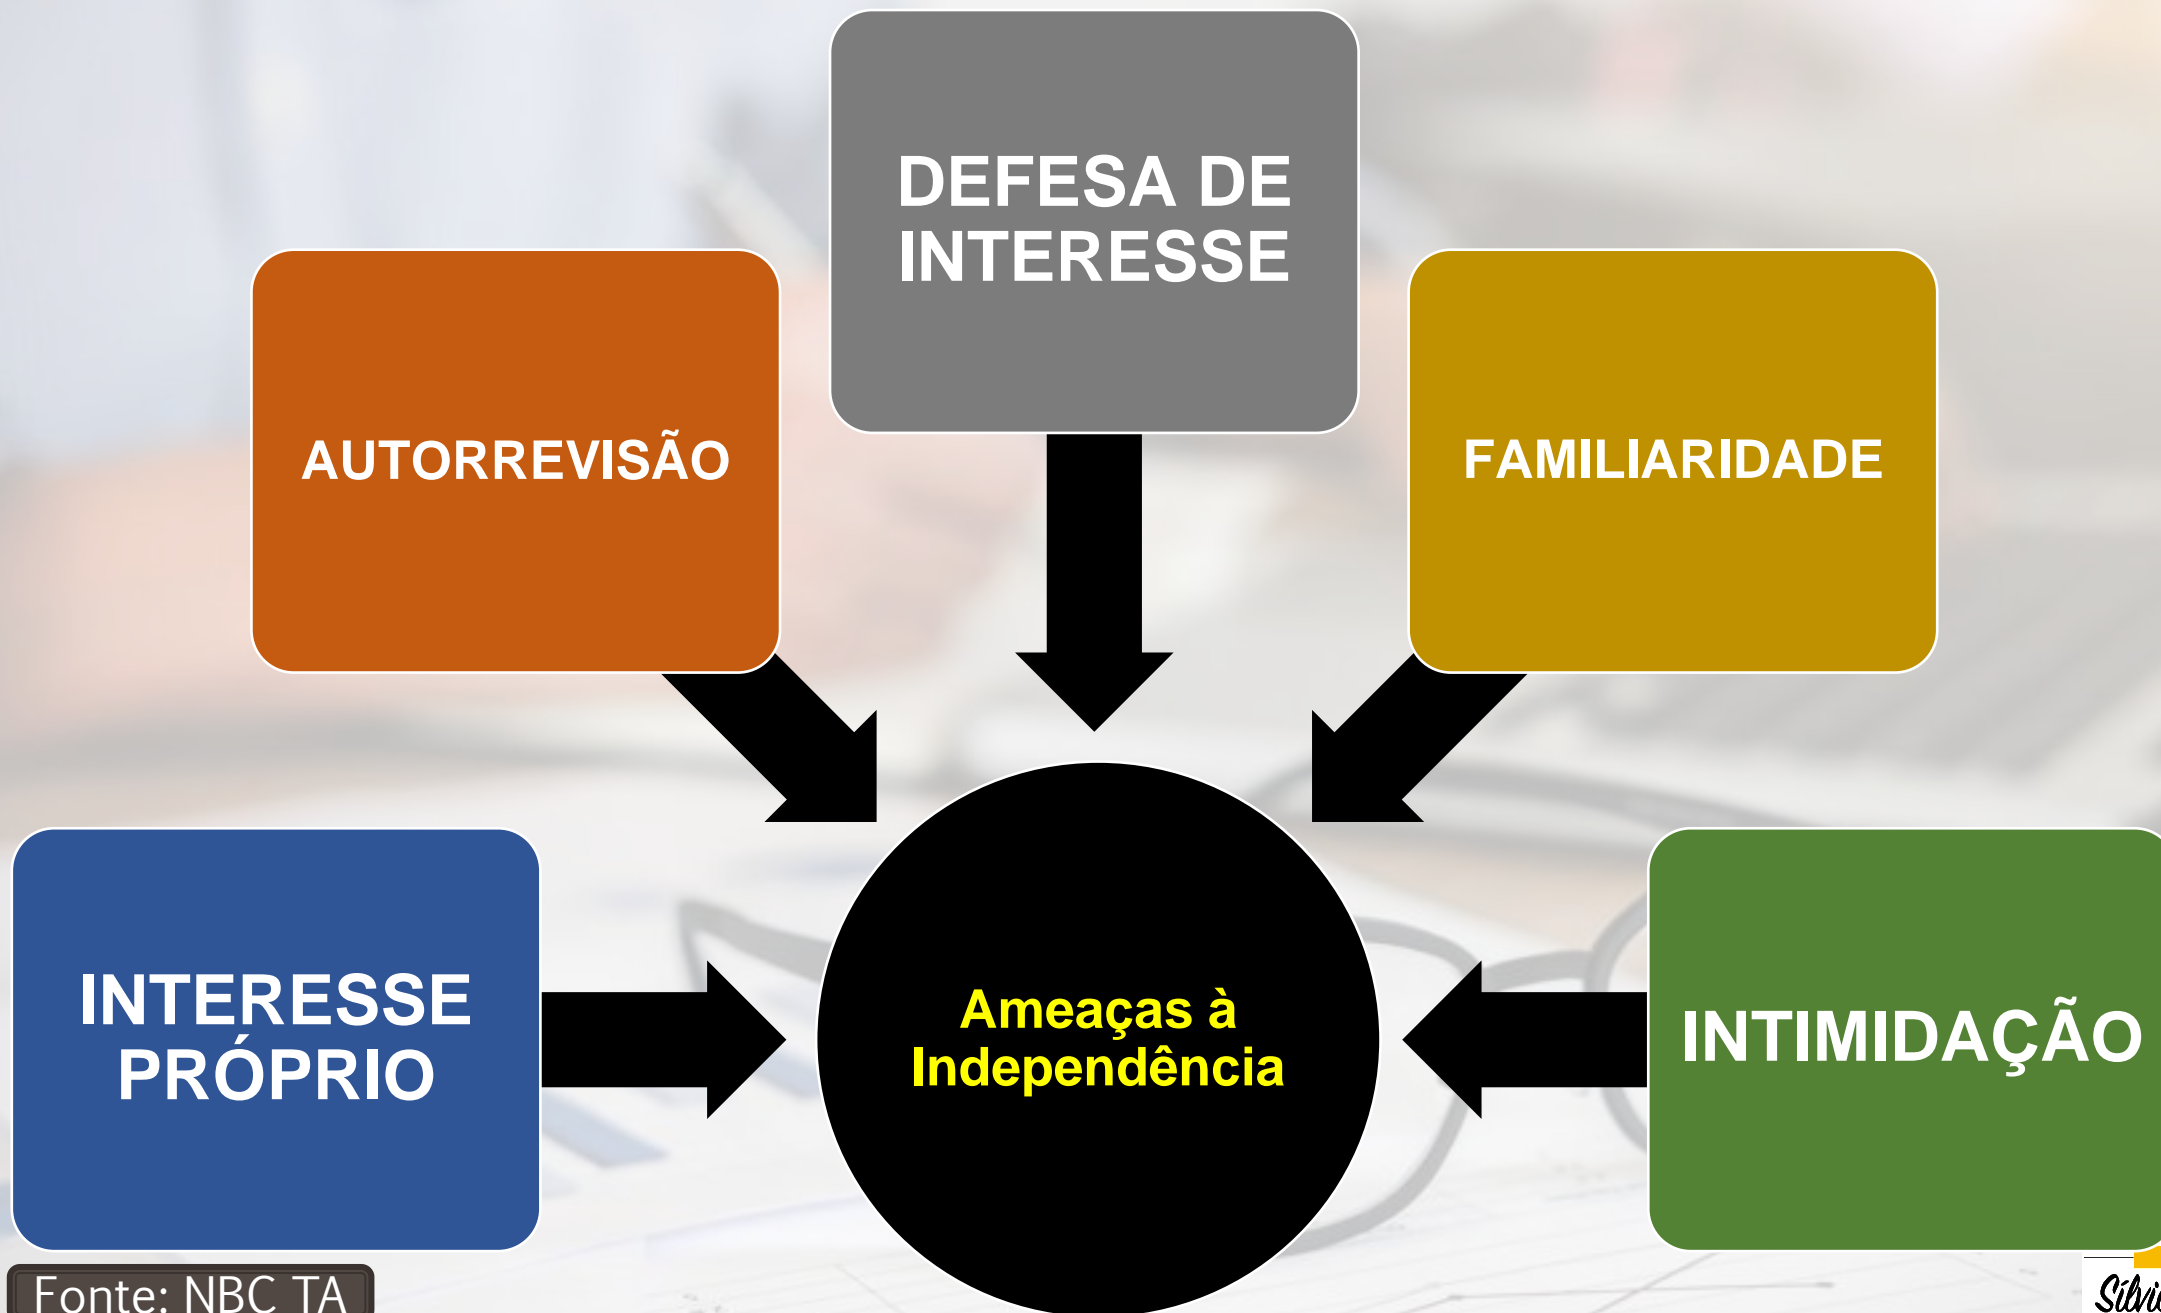 DEFESA DE
INTERESSE
AUTORREVISÃO
FAMILIARIDADE
INTERESSE
PRÓPRIO
Ameaças à
Independência
INTIMIDAÇÃO
Fonte: NBC TA